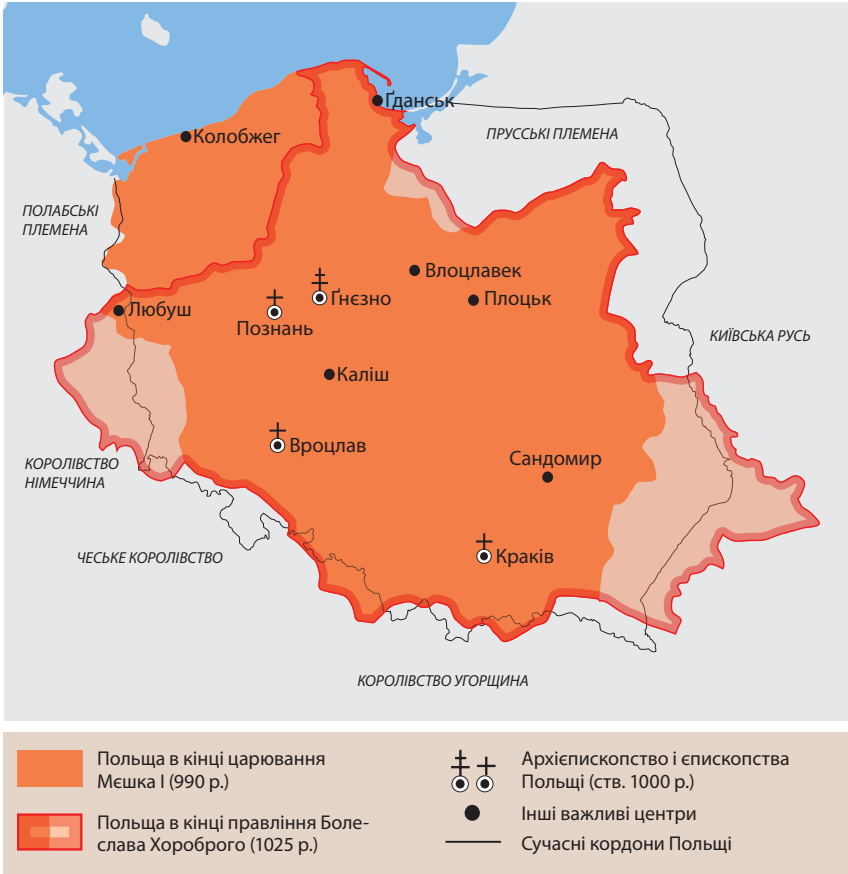 Ґданськ
Колобжег
ПРУССЬКІ ПЛЕМЕНА
ПОЛАБСЬКІ
ПЛЕМЕНА
Влоцлавек
Ґнєзно
Плоцьк
Любуш
Познань
КИЇВСЬКА РУСЬ
Каліш
Вроцлав
Сандомир
КОРОЛІВСТВО
НІМЕЧЧИНА
ЧЕСЬКЕ КОРОЛІВСТВО
Краків
КОРОЛІВСТВО УГОРЩИНА
Польща в кінці царювання
Мєшка І (990 р.)
Польща в кінці правління Боле-
слава Хороброго (1025 р.)
Архієпископство і єпископства
Польщі (ств. 1000 р.)
Інші важливі центри
Сучасні кордони Польщі